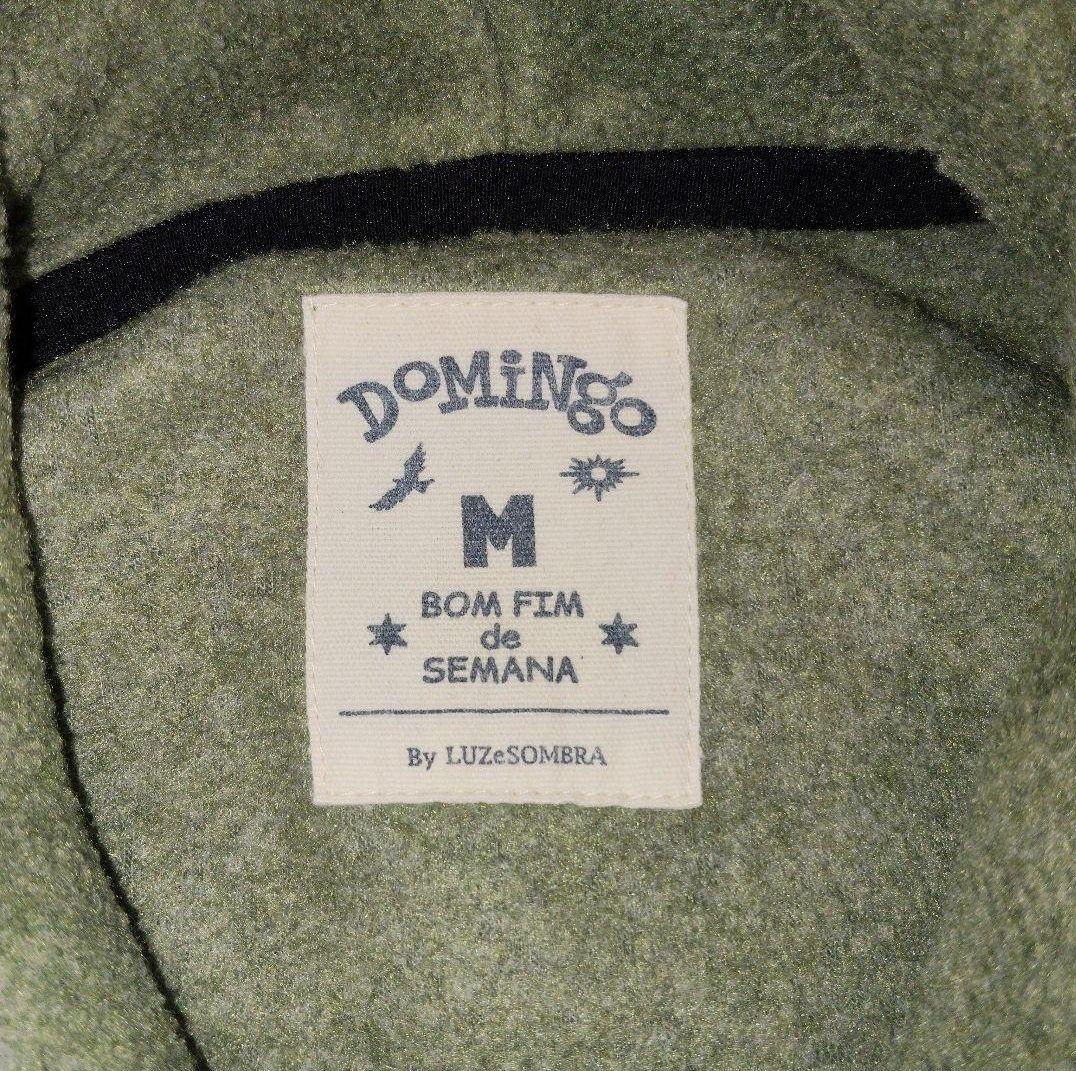 DOMiNgo
M
BOM FIM
de
SEMANA
By LUZeSOMBRA